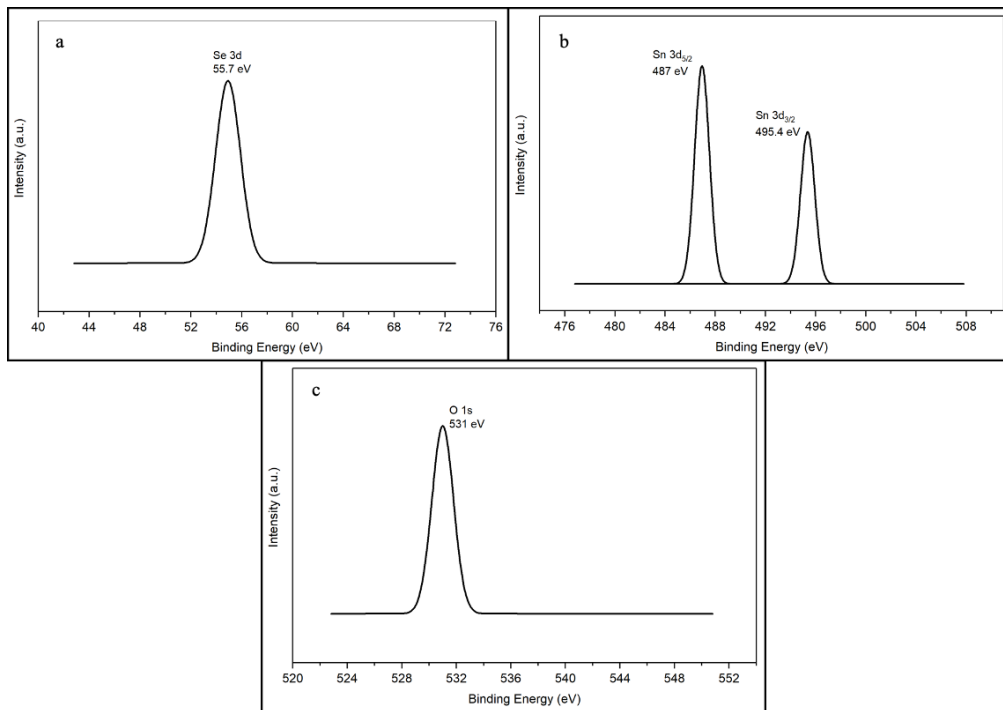 a
Se 3d
55.7 eV
Intensity (a.u.)
40 44 48 52 56 60 64 68 72 76
Binding Energy (eV)
b
Sn 3d5/2
487 eV
Sn 3d3/2
495.4 eV
Intensity (a.u.)
476 480 484 488 492 496 500 504 508
Binding Energy (eV)
c
O 1s
531 eV
Intensity (a.u.)
520 524 528 532 536 540 544 548 552
Binding Energy (eV)